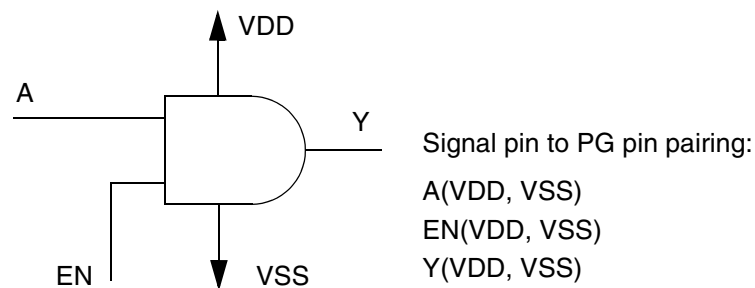 VDD
A
Y
EN
VSS
Signal pin to PG pin pairing:
A(VDD, VSS)
EN(VDD, VSS)
Y(VDD, VSS)